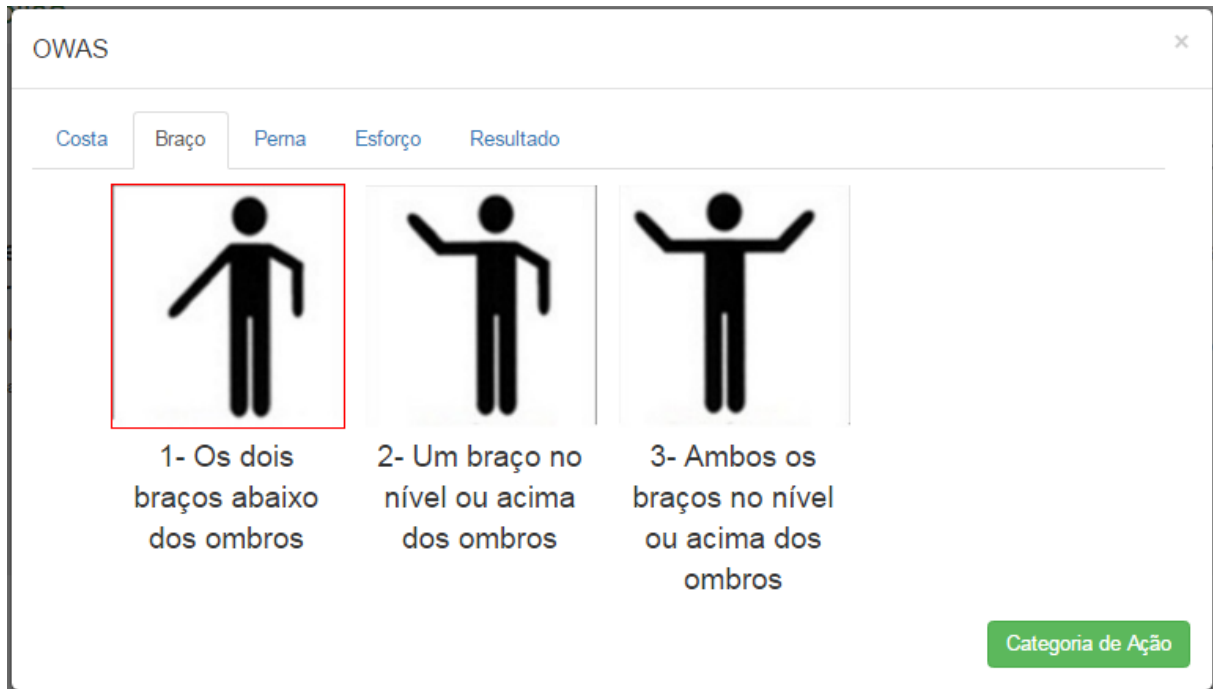 OWAS
×
Costa Braço Perna Esforço Resultado
1- Os dois
braços abaixo
dos ombros
2- Um braço no
nível ou acima
dos ombros
3- Ambos os
braços no nível
ou acima dos
ombros
Categoria de Ação